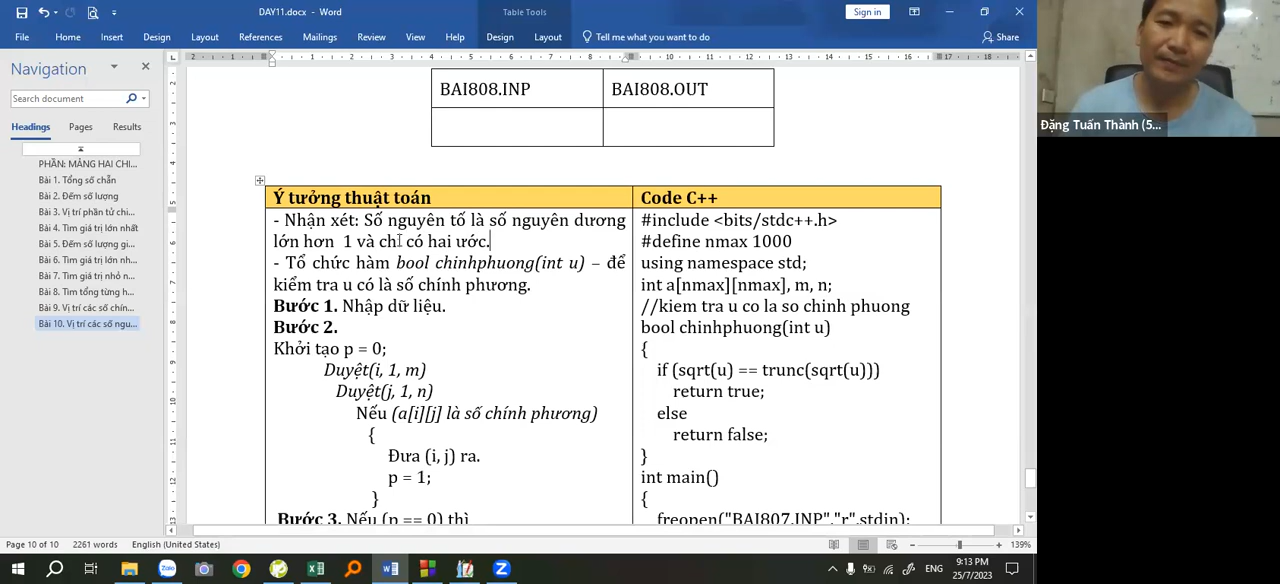 DAY11.docx - Word
Table Tools
Sign in
File
Home
Insert
Design
Layout
References
Mailings
Review
View
Help
Design
Layout
Tell me what you want to do
Share
Navigation
Search document
Headings
Pages
Results
PHẦN: MẢNG HAI CHI...
Bài 1. Tổng số chẵn
Bài 2. Đếm số lượng
Bài 3. Vị trí phần tử chi...
Bài 4. Tìm giá trị lớn nhất
Bài 5. Đếm số lượng gi...
Bài 6. Tìm giá trị lớn nh...
Bài 7. Tìm giá trị nhỏ n...
Bài 8. Tìm tổng từng h...
Bài 9. Vị trí các số chín...
Bài 10. Vị trí các số ngu...
BAI808.INP
BAI808.OUT
Ý tưởng thuật toán
- Nhận xét: Số nguyên tố là số nguyên dương
lớn hơn 1 và chỉ có hai ước.
- Tổ chức hàm bool chinhphuong(int u) – để
kiểm tra u có là số chính phương.
Bước 1. Nhập dữ liệu.
Bước 2.
Khởi tạo p = 0;
Duyệt(i, 1, m)
Duyệt(j, 1, n)
Nếu (a[i][j] là số chính phương)
{
Đưa (i, j) ra.
p = 1;
}
Bước 3. Nếu (p == 0) thì
Code C++
#include <bits/stdc++.h>
#define nmax 1000
using namespace std;
int a[nmax][nmax], m, n;
//kiem tra u co la so chinh phuong
bool chinhphuong(int u)
{
if (sqrt(u) == trunc(sqrt(u)))
return true;
else
return false;
}
int main()
{
freopen("BAI807.INP","r",stdin);
Đặng Tuấn Thành (5...
Page 10 of 10
2261 words
English (United States)
139%
ENG
9:13 PM
25/7/2023